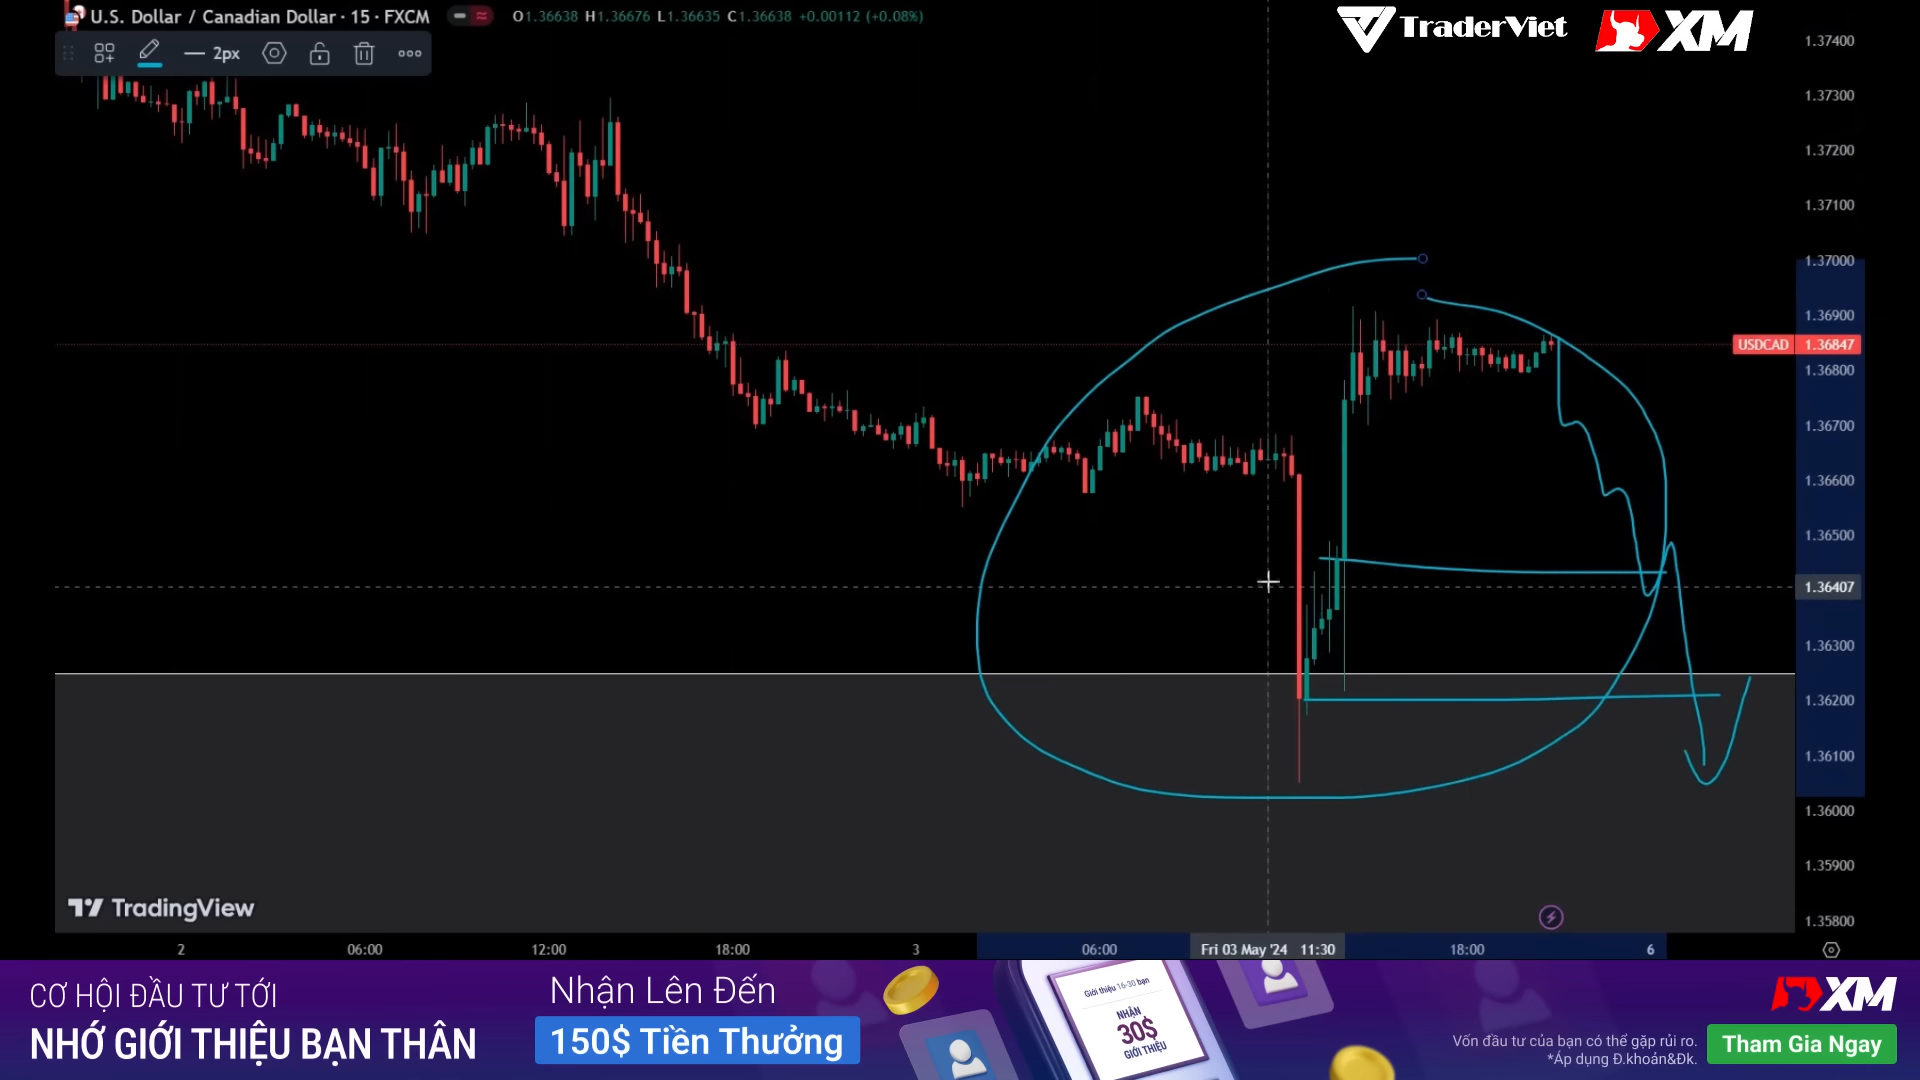 U.S. Dollar / Canadian Dollar · 15 · FXCM
O1.36638 H1.36676 L1.36635 C1.36638 +0.00112 (+0.08%)
TraderViet
XM
2px
1.37400
1.37300
1.37200
1.37100
1.37000
1.36900
USDCAD 1.36847
1.36800
1.36700
1.36600
1.36500
1.36407
1.36300
1.36200
1.36100
1.36000
1.35900
1.35800
TradingView
2 06:00 12:00 18:00 3 06:00 Fri 03 May '24 11:30 18:00 6
CƠ HỘI ĐẦU TƯ TỚI
NHỚ GIỚI THIỆU BẠN THÂN
Nhận Lên Đến
150$ Tiền Thưởng
Giới thiệu 16-30 bạn
NHẬN
30$
GIỚI THIỆU
XM
Vốn đầu tư của bạn có thể gặp rủi ro.
*Áp dụng Đ.khoản&Đk.
Tham Gia Ngay